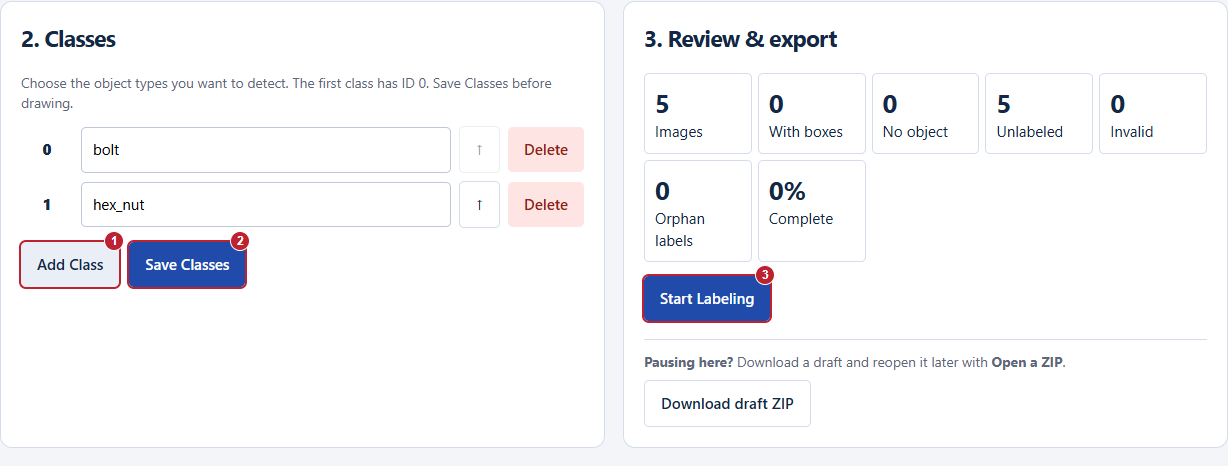 2. Classes
Choose the object types you want to detect. The first class has ID 0. Save Classes before
drawing.
0 bolt ↑ Delete
1 hex_nut ↑ Delete
Add Class 1 Save Classes 2
3. Review & export
5 0 0 5 0
Images With boxes No object Unlabeled Invalid
0 0%
Orphan Complete
labels
Start Labeling 3
Pausing here? Download a draft and reopen it later with Open a ZIP.
Download draft ZIP